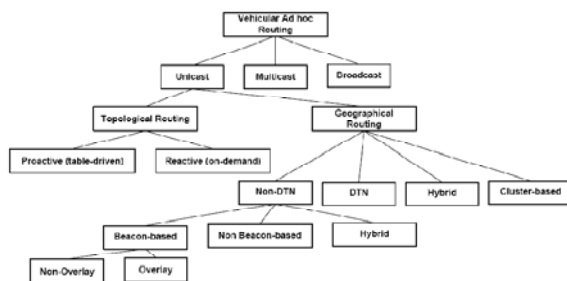 Vehicular Ad hoc
Routing
Unicast
Multicast
Broadcast
Topological Routing
Geographical
Routing
Proactive (table-driven)
Reactive (on-demand)
Non-DTN
DTN
Hybrid
Cluster-based
Beacon-based
Non Beacon-based
Hybrid
Non-Overlay
Overlay